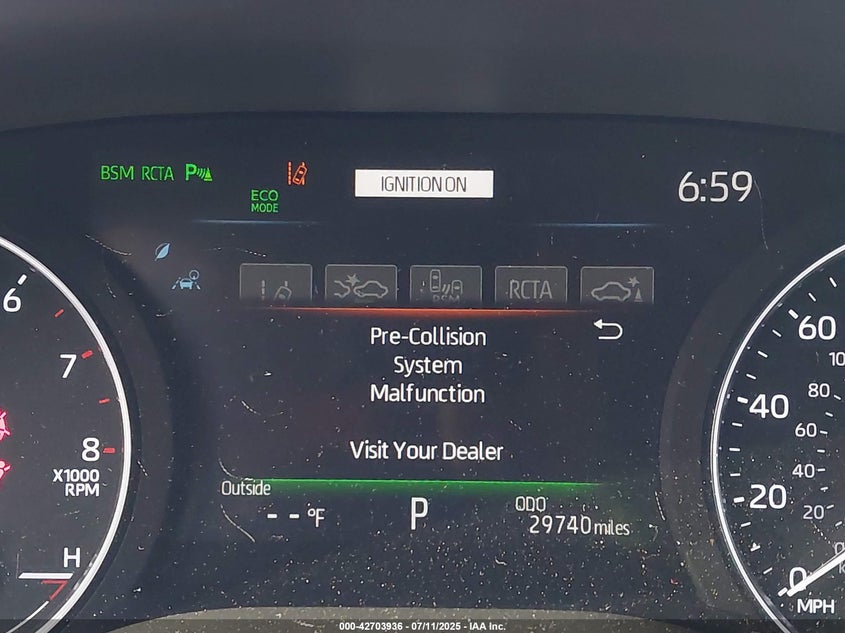 BSM RCTA P
ECO
MODE
IGNITION ON
6:59
RCTA
BSM
Pre-Collision
System
Malfunction
Visit Your Dealer
Outside
--°F
P
ODO
29740 miles
6
7
8
X1000
RPM
H
60
40
20
0
MPH
80
60
40
20
0
000-42703936 - 07/11/2025 - IAA Inc.